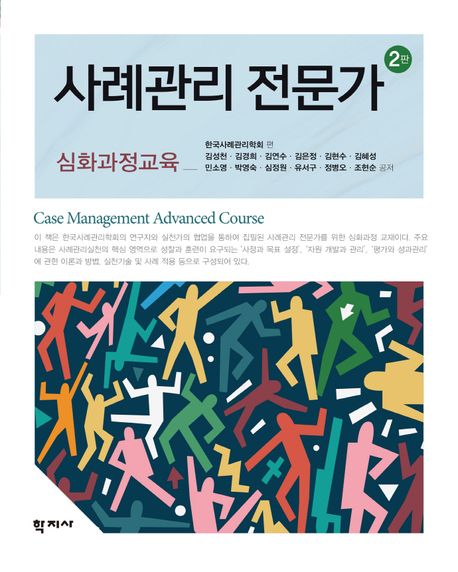 사례관리 전문가
2판
심화과정교육
한국사례관리학회 편
김성천 · 김경희 · 김연수 · 김은정 · 김현수 · 김혜성
민소영 · 박영숙 · 심정원 · 유서구 · 정병오 · 조현순 공저
Case Management Advanced Course
이 책은 한국사례관리학회의 연구자와 실천가의 협업을 통하여 집필된 사례관리 전문가를 위한 심화과정 교재이다. 주요
내용은 사례관리실천의 핵심 영역으로 성찰과 훈련이 요구되는 '사정과 목표 설정', '자원 개발과 관리', '평가와 성과관리'
에 관한 이론과 방법, 실천기술 및 사례 적용 등으로 구성되어 있다.
학지사